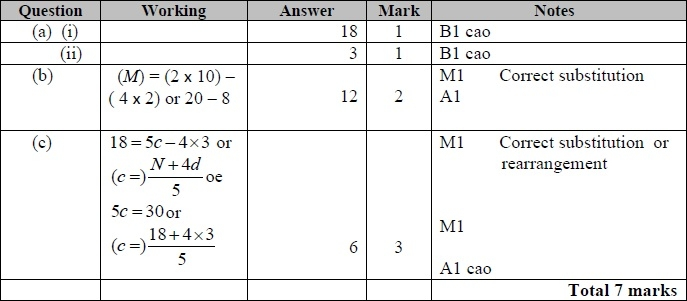 Question Working Answer Mark Notes
(a) (i) 18 1 B1 cao
(ii) 3 1 B1 cao
(b) (M) = (2 x 10) – M1 Correct substitution
( 4 x 2) or 20 – 8 12 2 A1
(c) 18 = 5c – 4×3 or M1 Correct substitution or
(c =) (N + 4d)/5 oe rearrangement
5c = 30 or M1
(c =) (18 + 4 × 3)/5 6 3
A1 cao
Total 7 marks